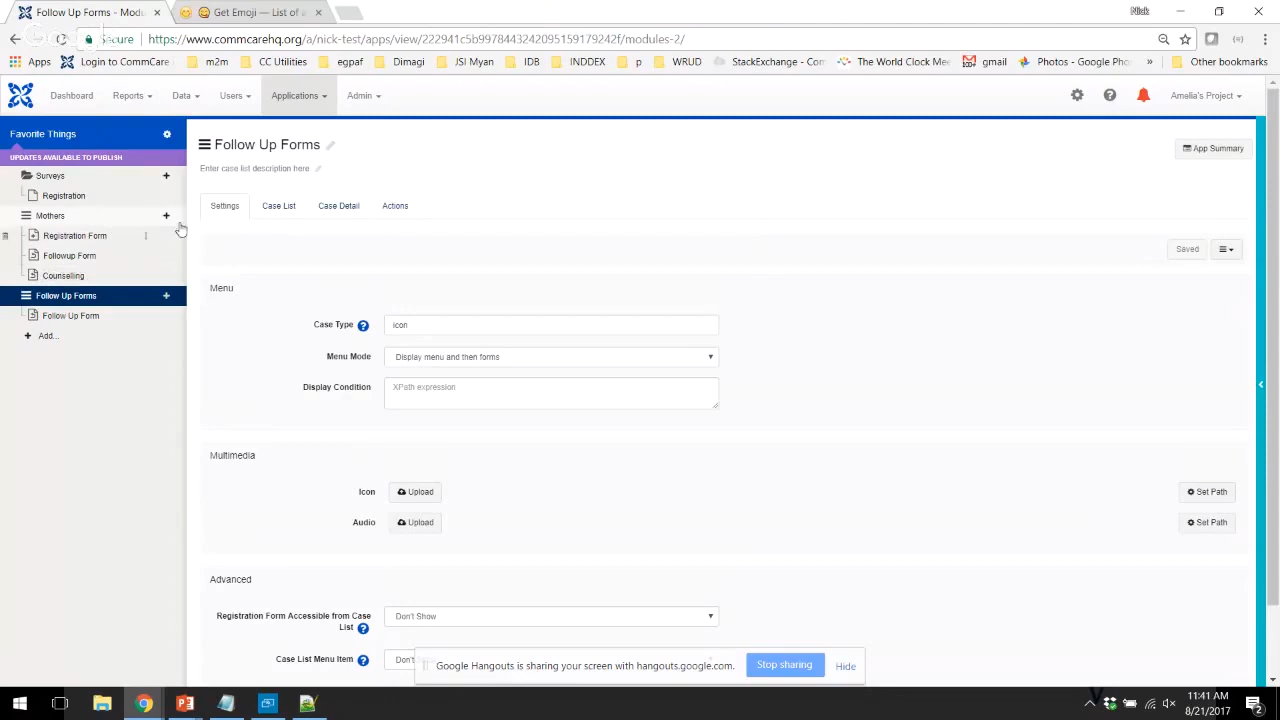 Follow Up Forms - Modu
Get Emoji — List of a
Nick
Secure
https://www.commcarehq.org/a/nick-test/apps/view/222941c5b9978443242095159179242f/modules-2/
Apps
Login to CommCare
m2m
CC Utilities
egpaf
Dimagi
JSI Myan
IDB
INDDEX
p
WRUD
StackExchange - Com
The World Clock Mee
gmail
Photos - Google Pho
»
Other bookmarks
Dashboard
Reports
Data
Users
Applications
Admin
Amelia's Project
Favorite Things
UPDATES AVAILABLE TO PUBLISH
Surveys
Registration
Mothers
Registration Form
Followup Form
Counselling
Follow Up Forms
Follow Up Form
Add...
Follow Up Forms
App Summary
Enter case list description here
Settings
Case List
Case Detail
Actions
Saved
Menu
Case Type
icon
Menu Mode
Display menu and then forms
Display Condition
XPath expression
Multimedia
Icon
Upload
Set Path
Audio
Upload
Set Path
Advanced
Registration Form Accessible from Case
List
Don't Show
Case List Menu Item
Google Hangouts is sharing your screen with hangouts.google.com.
Stop sharing
Hide
11:41 AM
8/21/2017
2